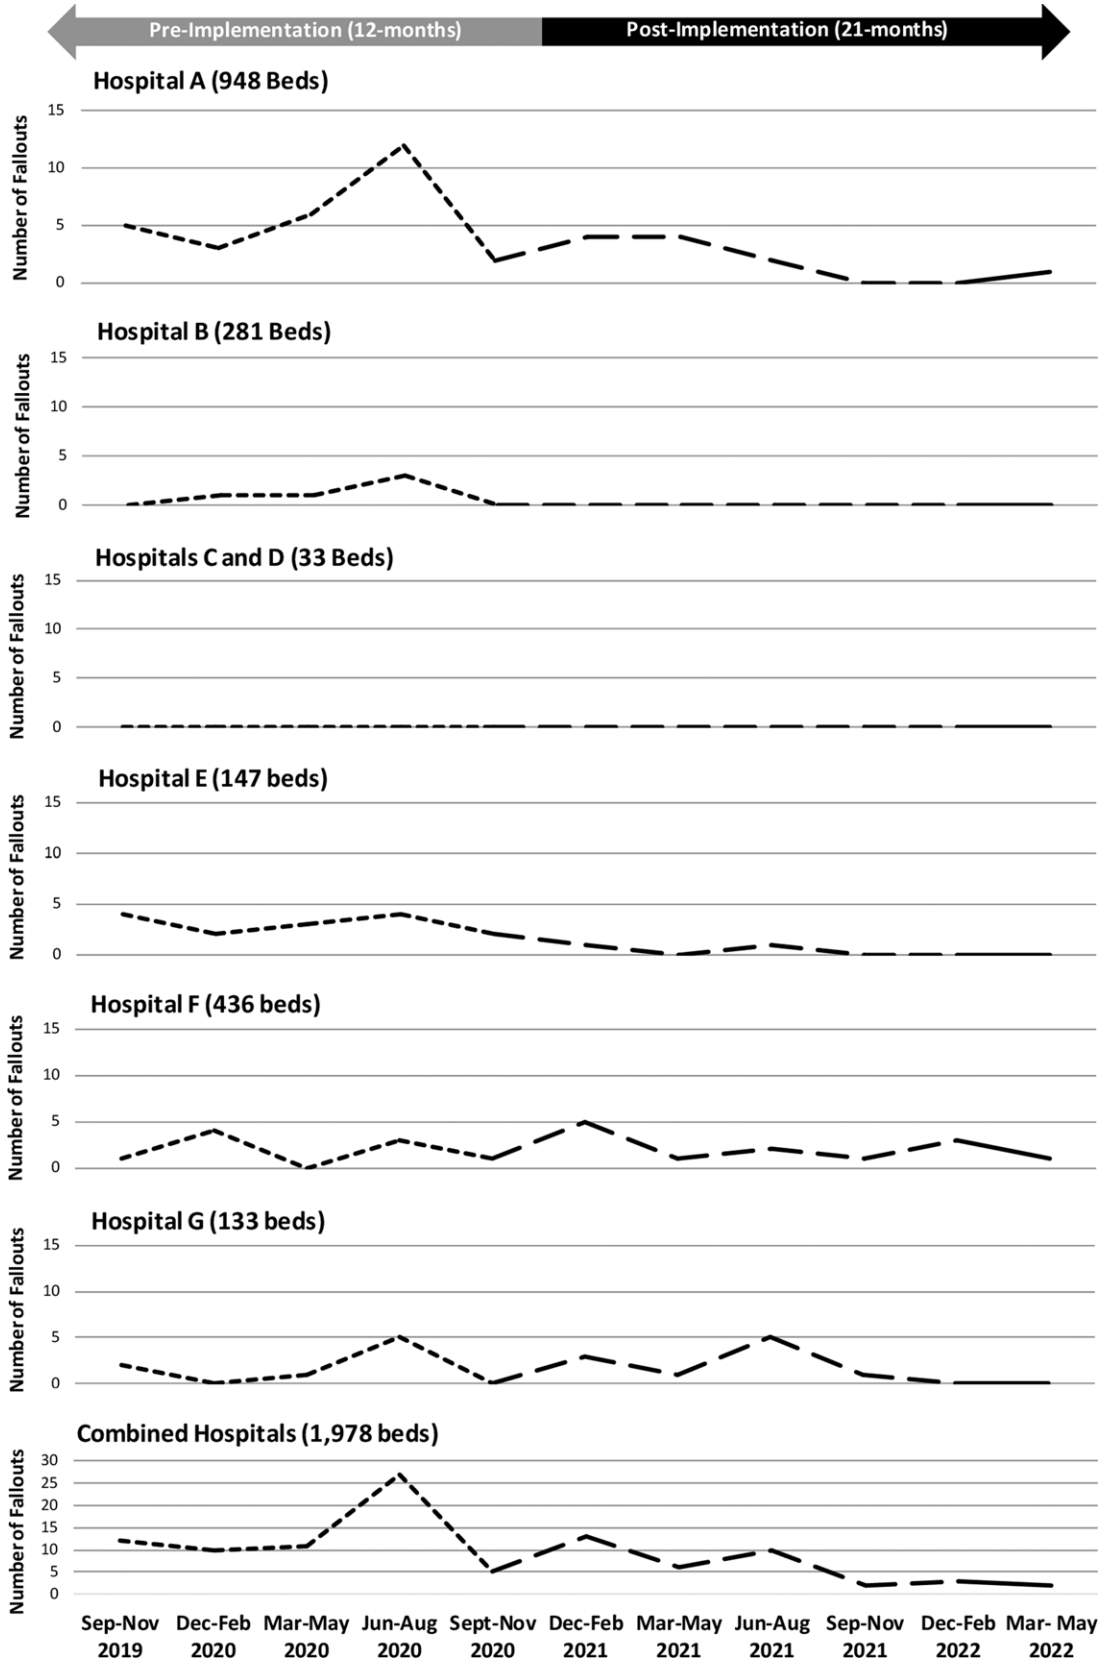 Pre-Implementation (12-months) Post-Implementation (21-months)
Hospital A (948 Beds)
Number of Fallouts
15
10
5
0
Hospital B (281 Beds)
Number of Fallouts
15
10
5
0
Hospitals C and D (33 Beds)
Number of Fallouts
15
10
5
0
Hospital E (147 beds)
Number of Fallouts
15
10
5
0
Hospital F (436 beds)
Number of Fallouts
15
10
5
0
Hospital G (133 beds)
Number of Fallouts
15
10
5
0
Combined Hospitals (1,978 beds)
Number of Fallouts
30
25
20
15
10
5
0
Sep-Nov Dec-Feb Mar-May Jun-Aug Sept-Nov Dec-Feb Mar-May Jun-Aug Sep-Nov Dec-Feb Mar- May
2019 2020 2020 2020 2020 2021 2021 2021 2021 2022 2022